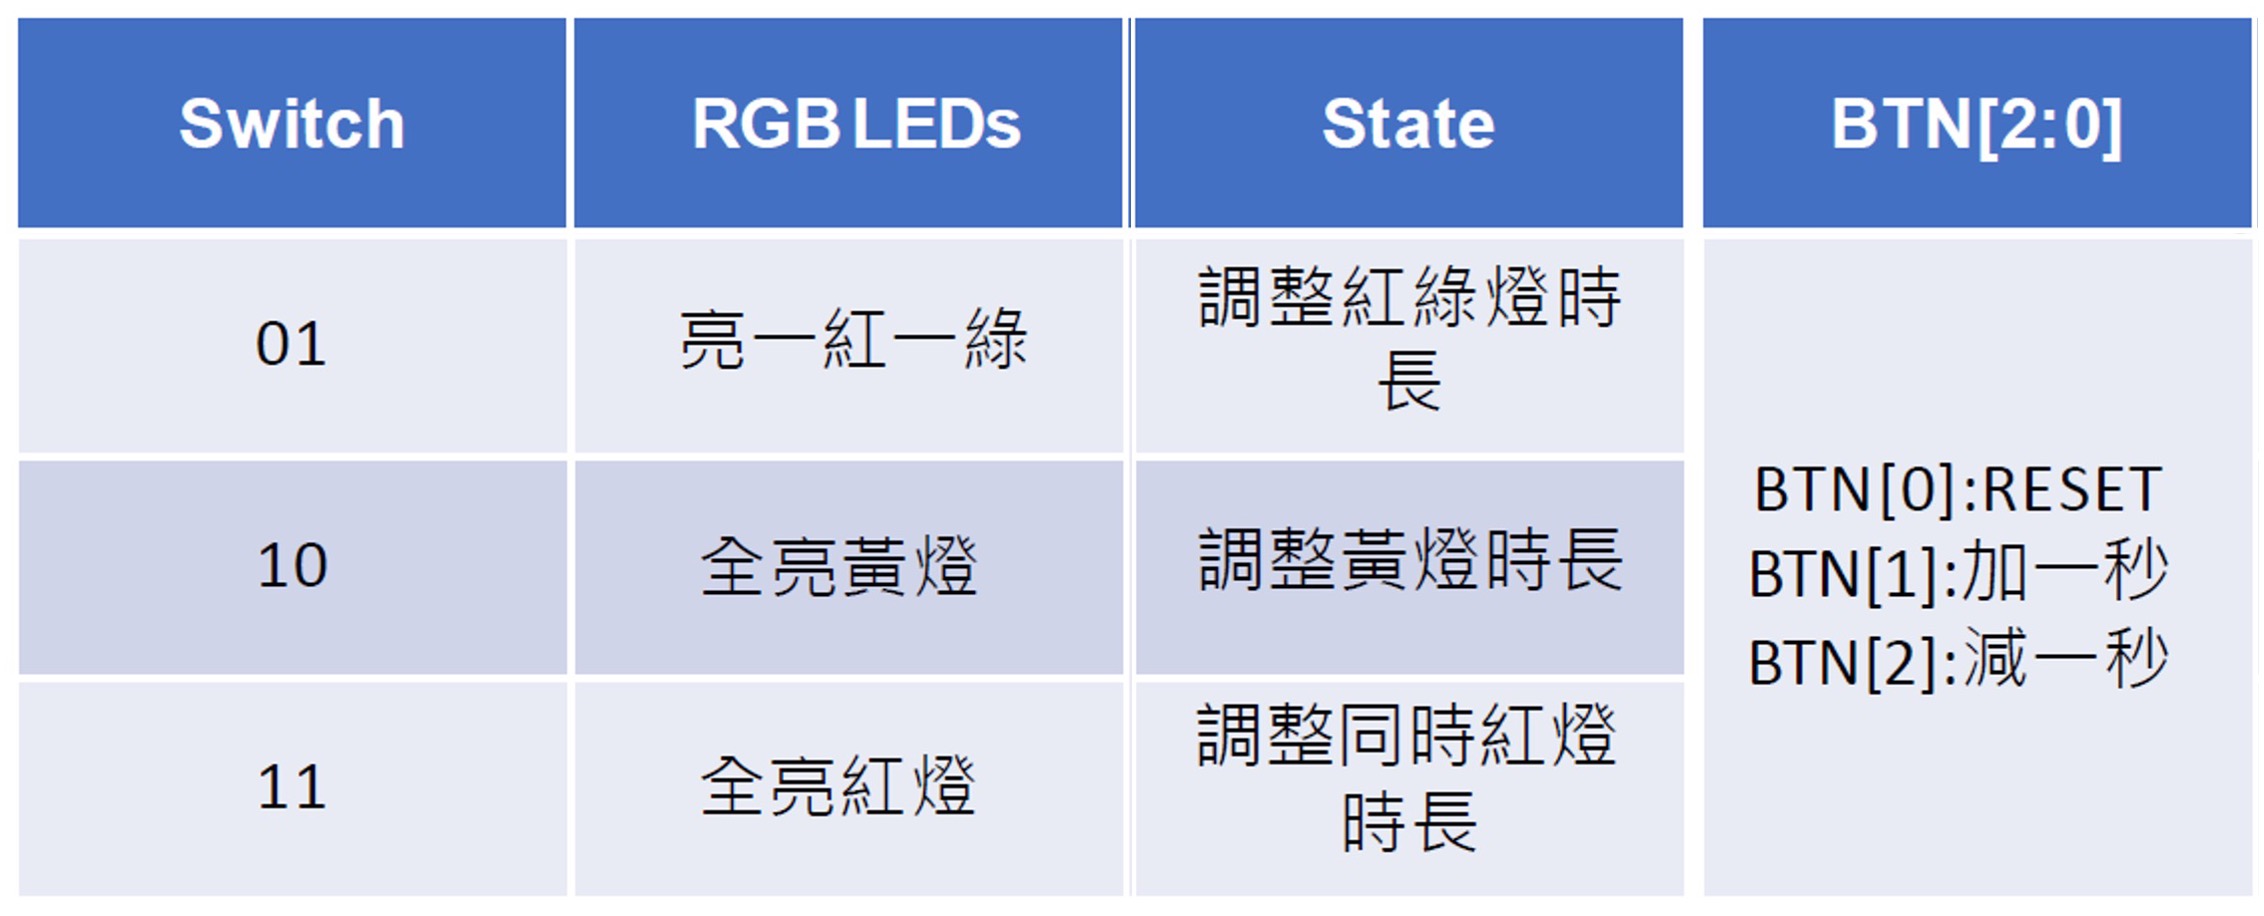 Switch
RGB LEDs
State
BTN[2:0]
01
亮一紅一綠
調整紅綠燈時
長
BTN[0]:RESET
BTN[1]:加一秒
BTN[2]:減一秒
10
全亮黃燈
調整黃燈時長
11
全亮紅燈
調整同時紅燈
時長